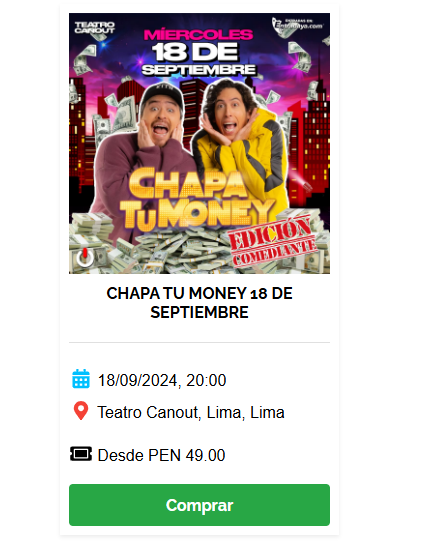 TEATRO
CANOUT
MIÉRCOLES
18 DE
SEPTIEMBRE
CHAPA
TU MONEY
EDICIÓN
COMEDIANTE
CHAPA TU MONEY 18 DE
SEPTIEMBRE
18/09/2024, 20:00
Teatro Canout, Lima, Lima
Desde PEN 49.00
Comprar